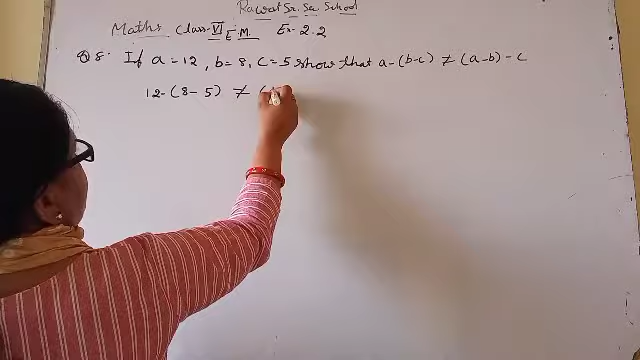 Rawat Sr. Sec School
Maths Class-VI E.M. Ex-2.2
Q 8. If a = 12, b = 8, c = 5 show that a-(b-c) ≠ (a-b)-c
12-(8-5) ≠ (